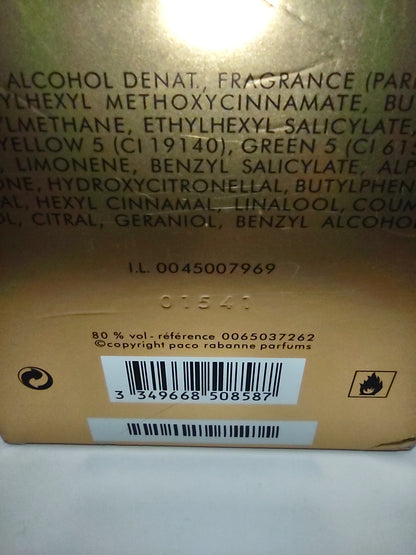 ALCOHOL DENAT., FRAGRANCE (PAR
YLHEXYL METHOXYCINNAMATE, BU
YLMETHANE, ETHYLHEXYL SALICYLATE,
YELLOW 5 (CI 19140), GREEN 5 (CI 615
, LIMONENE, BENZYL SALICYLATE, ALP
ONE, HYDROXYCITRONELLAL, BUTYLPHEN
AL, HEXYL CINNAMAL, LINALOOL, COUM
OL, CITRAL, GERANIOL, BENZYL ALCOHO
I.L. 0045007969
01541
80 % vol - référence 0065037262
©copyright paco rabanne parfums
3 349668 508587